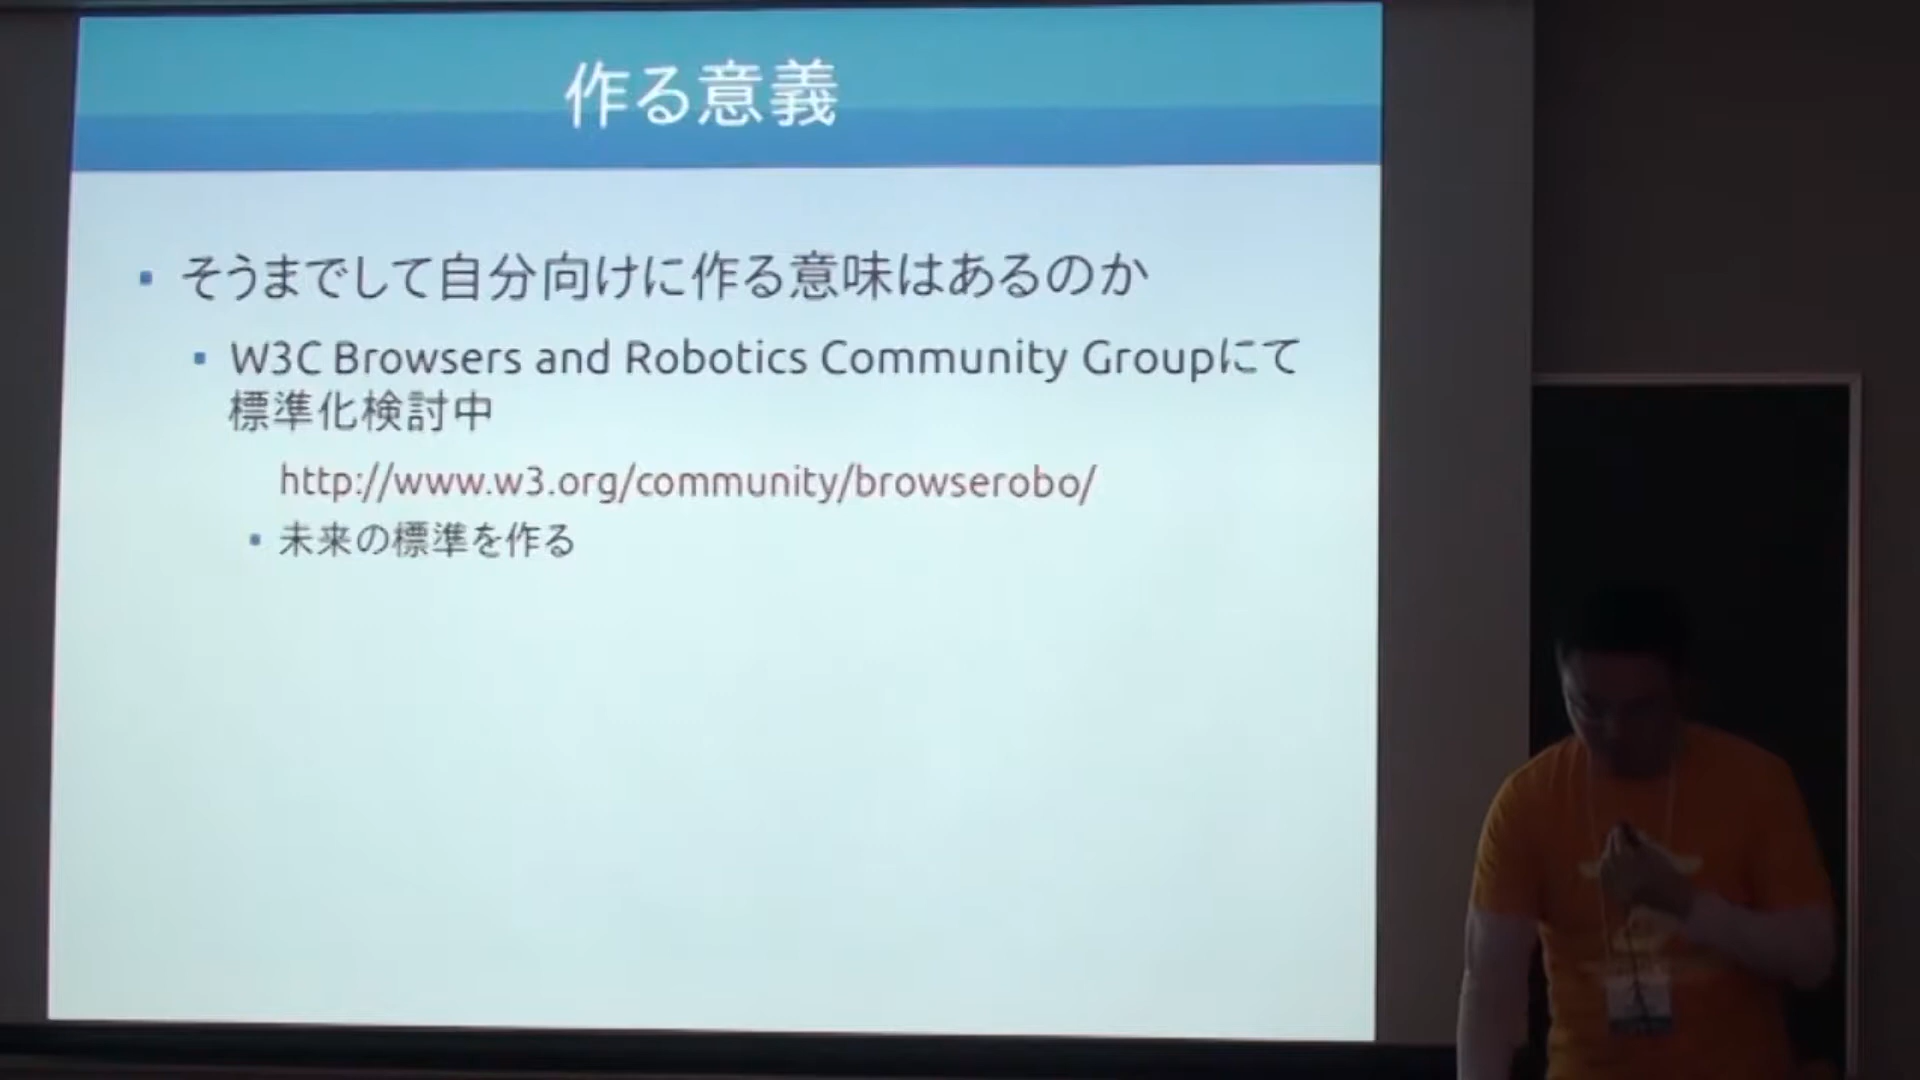 作る意義
そうまでして自分向けに作る意味はあるのか
W3C Browsers and Robotics Community Groupにて
標準化検討中
http://www.w3.org/community/browserobo/
未来の標準を作る